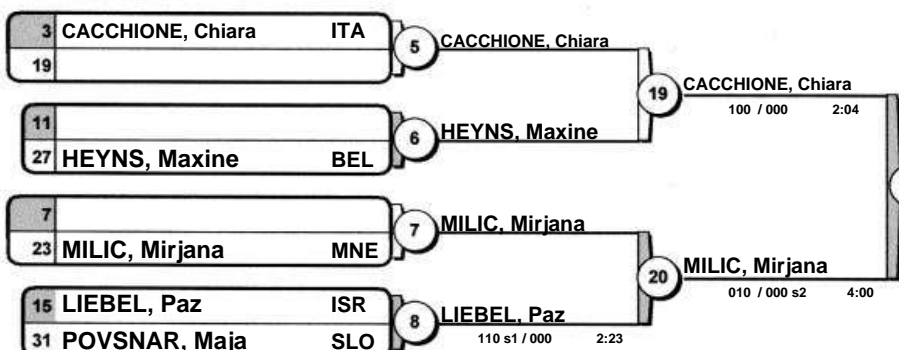 3 CACCHIONE, Chiara ITA
19
5 CACCHIONE, Chiara
11
27 HEYNS, Maxine BEL
6 HEYNS, Maxine
19 CACCHIONE, Chiara
100 / 000 2:04
7
23 MILIC, Mirjana MNE
7 MILIC, Mirjana
15 LIEBEL, Paz ISR
31 POVSNAR, Maja SLO
8 LIEBEL, Paz
110 s1 / 000 2:23
20 MILIC, Mirjana
010 / 000 s2 4:00